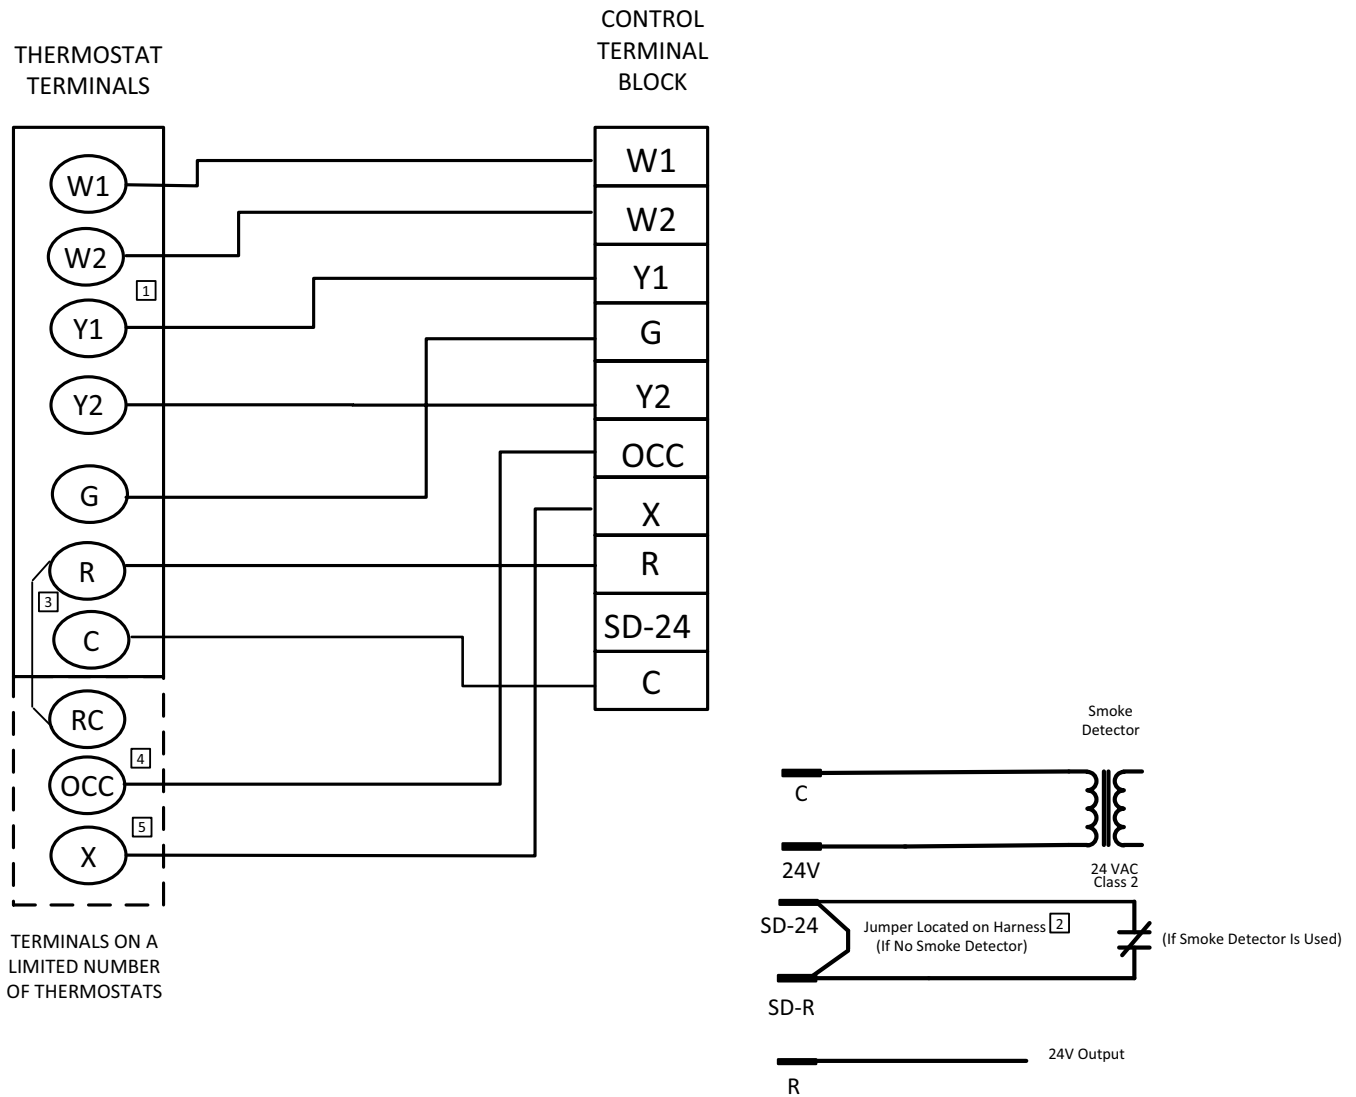 THERMOSTAT
TERMINALS
CONTROL
TERMINAL
BLOCK
W1
W2
1
Y1
Y2
G
R
3
C
RC
4
OCC
5
X
TERMINALS ON A
LIMITED NUMBER
OF THERMOSTATS
W1
W2
Y1
G
Y2
OCC
X
R
SD-24
C
Smoke
Detector
C
24V
24 VAC
Class 2
SD-24
Jumper Located on Harness 2
(If No Smoke Detector)
(If Smoke Detector Is Used)
SD-R
24V Output
R